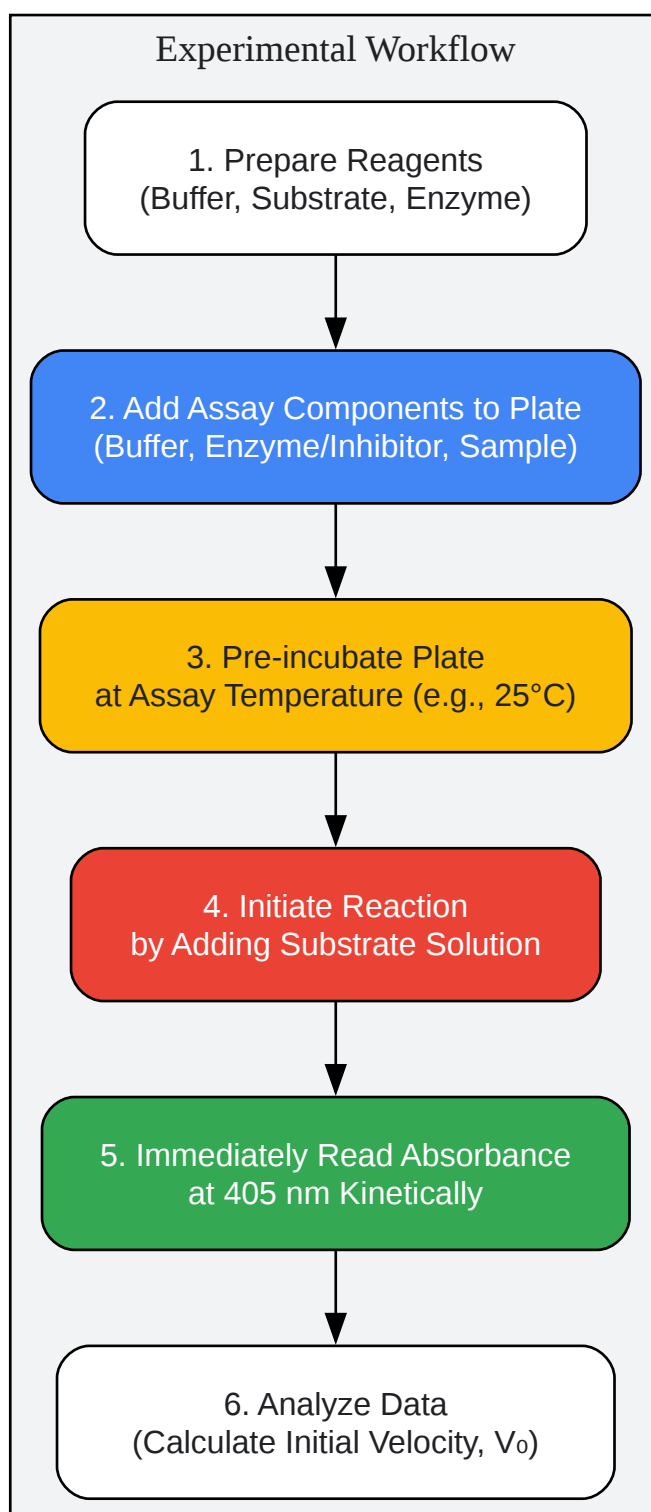 Experimental Workflow
1. Prepare Reagents
(Buffer, Substrate, Enzyme)
2. Add Assay Components to Plate
(Buffer, Enzyme/Inhibitor, Sample)
3. Pre-incubate Plate
at Assay Temperature (e.g., 25°C)
4. Initiate Reaction
by Adding Substrate Solution
5. Immediately Read Absorbance
at 405 nm Kinetically
6. Analyze Data
(Calculate Initial Velocity, V₀)